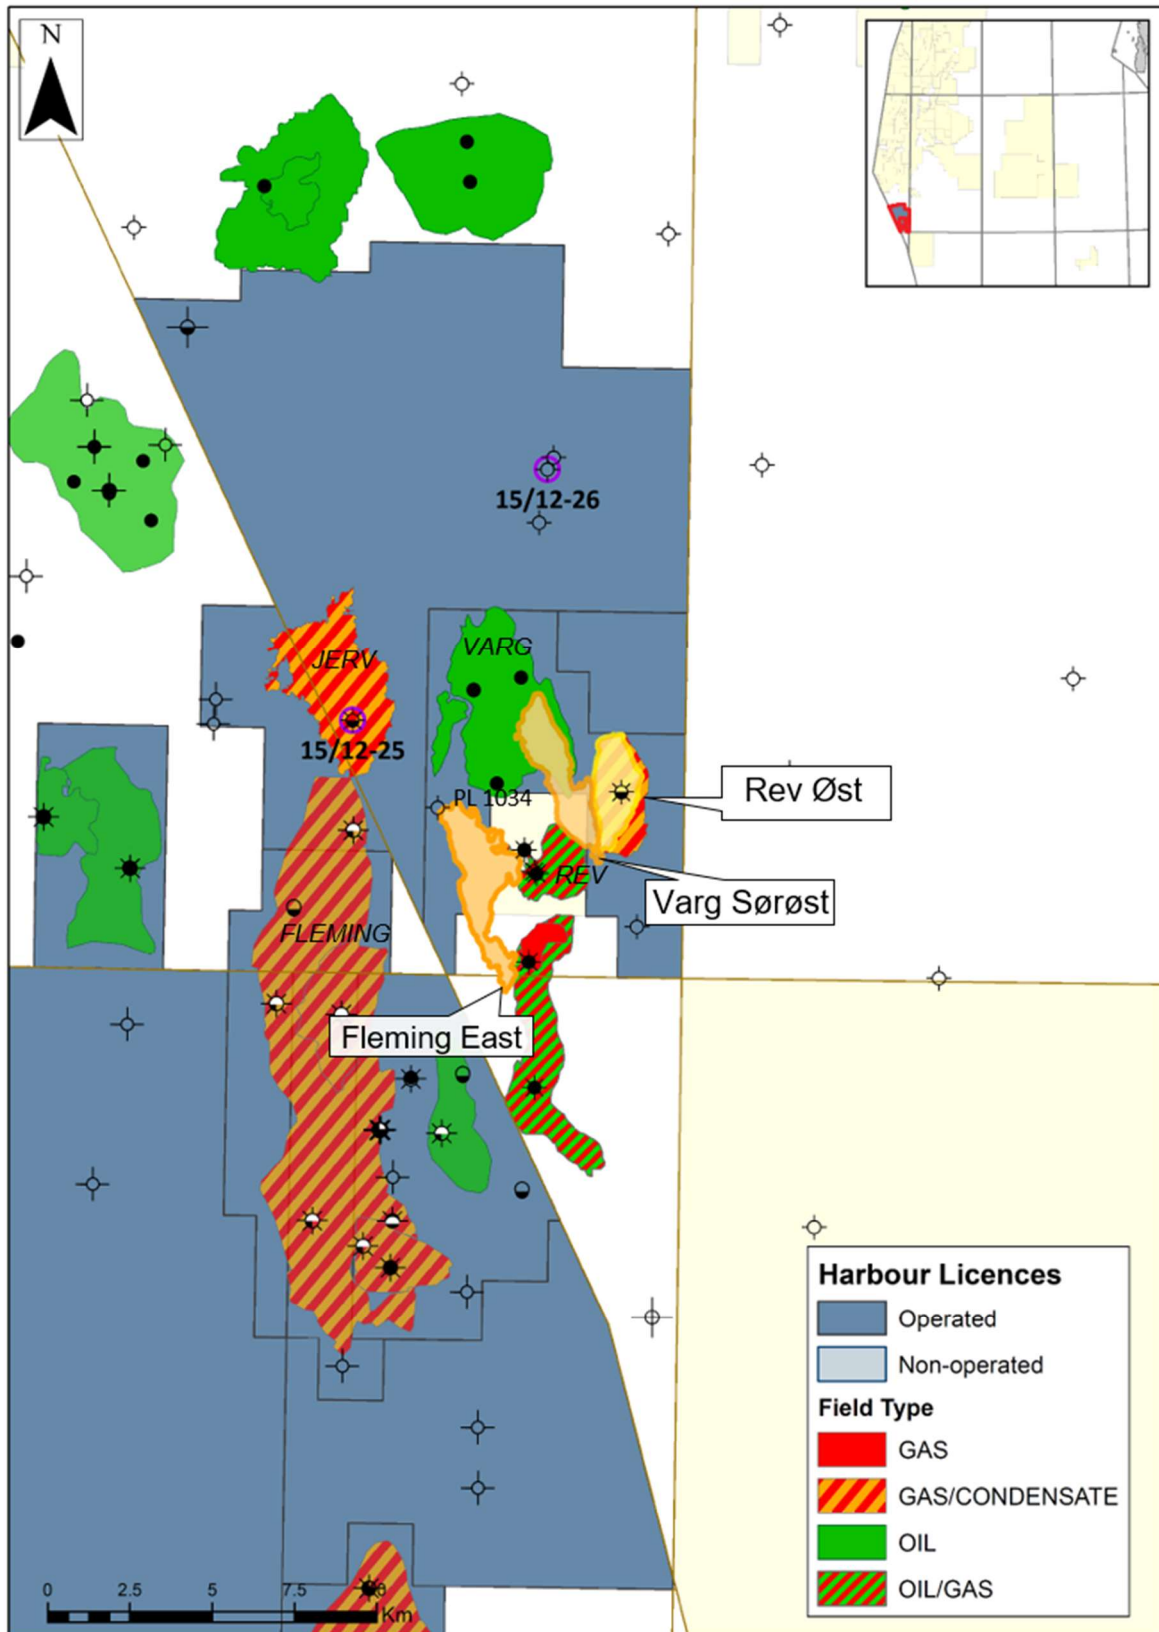 N
15/12-26
JERV
VARG
15/12-25
PL 1034
Rev Øst
REV
Varg Sørøst
FLEMING
Fleming East
Harbour Licences
Operated
Non-operated
Field Type
GAS
GAS/CONDENSATE
OIL
OIL/GAS
0 2.5 5 7.5
Km